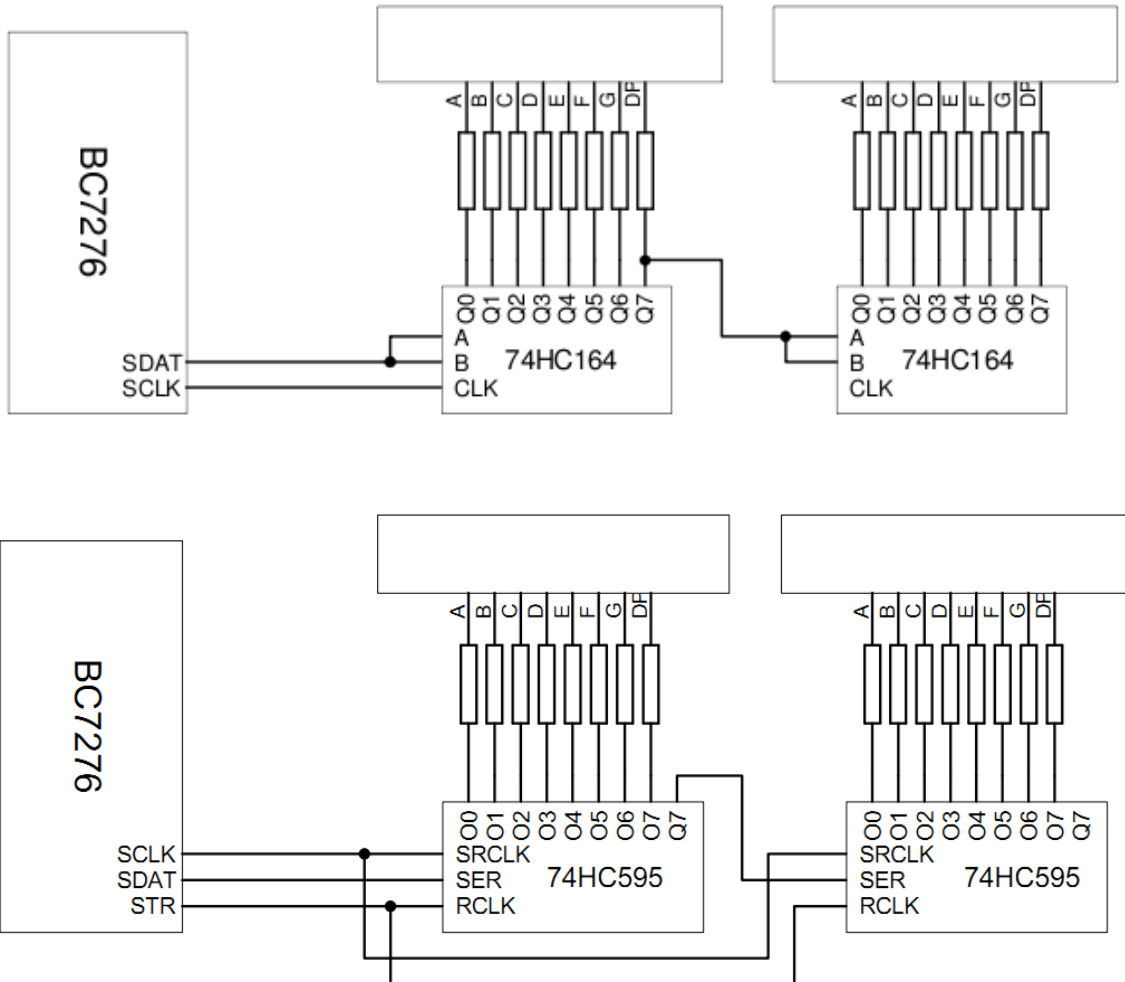 A B C D E F G DP
A B C D E F G DP
BC7276
Q0 Q1 Q2 Q3 Q4 Q5 Q6 Q7
Q0 Q1 Q2 Q3 Q4 Q5 Q6 Q7
A
A
SDAT
B
74HC164
B
74HC164
SCLK
CLK
CLK
A B C D E F G DP
A B C D E F G DP
BC7276
O0 O1 O2 O3 O4 O5 O6 O7 Q7
O0 O1 O2 O3 O4 O5 O6 O7 Q7
SCLK
SRCLK
SRCLK
SDAT
SER
74HC595
SER
74HC595
STR
RCLK
RCLK